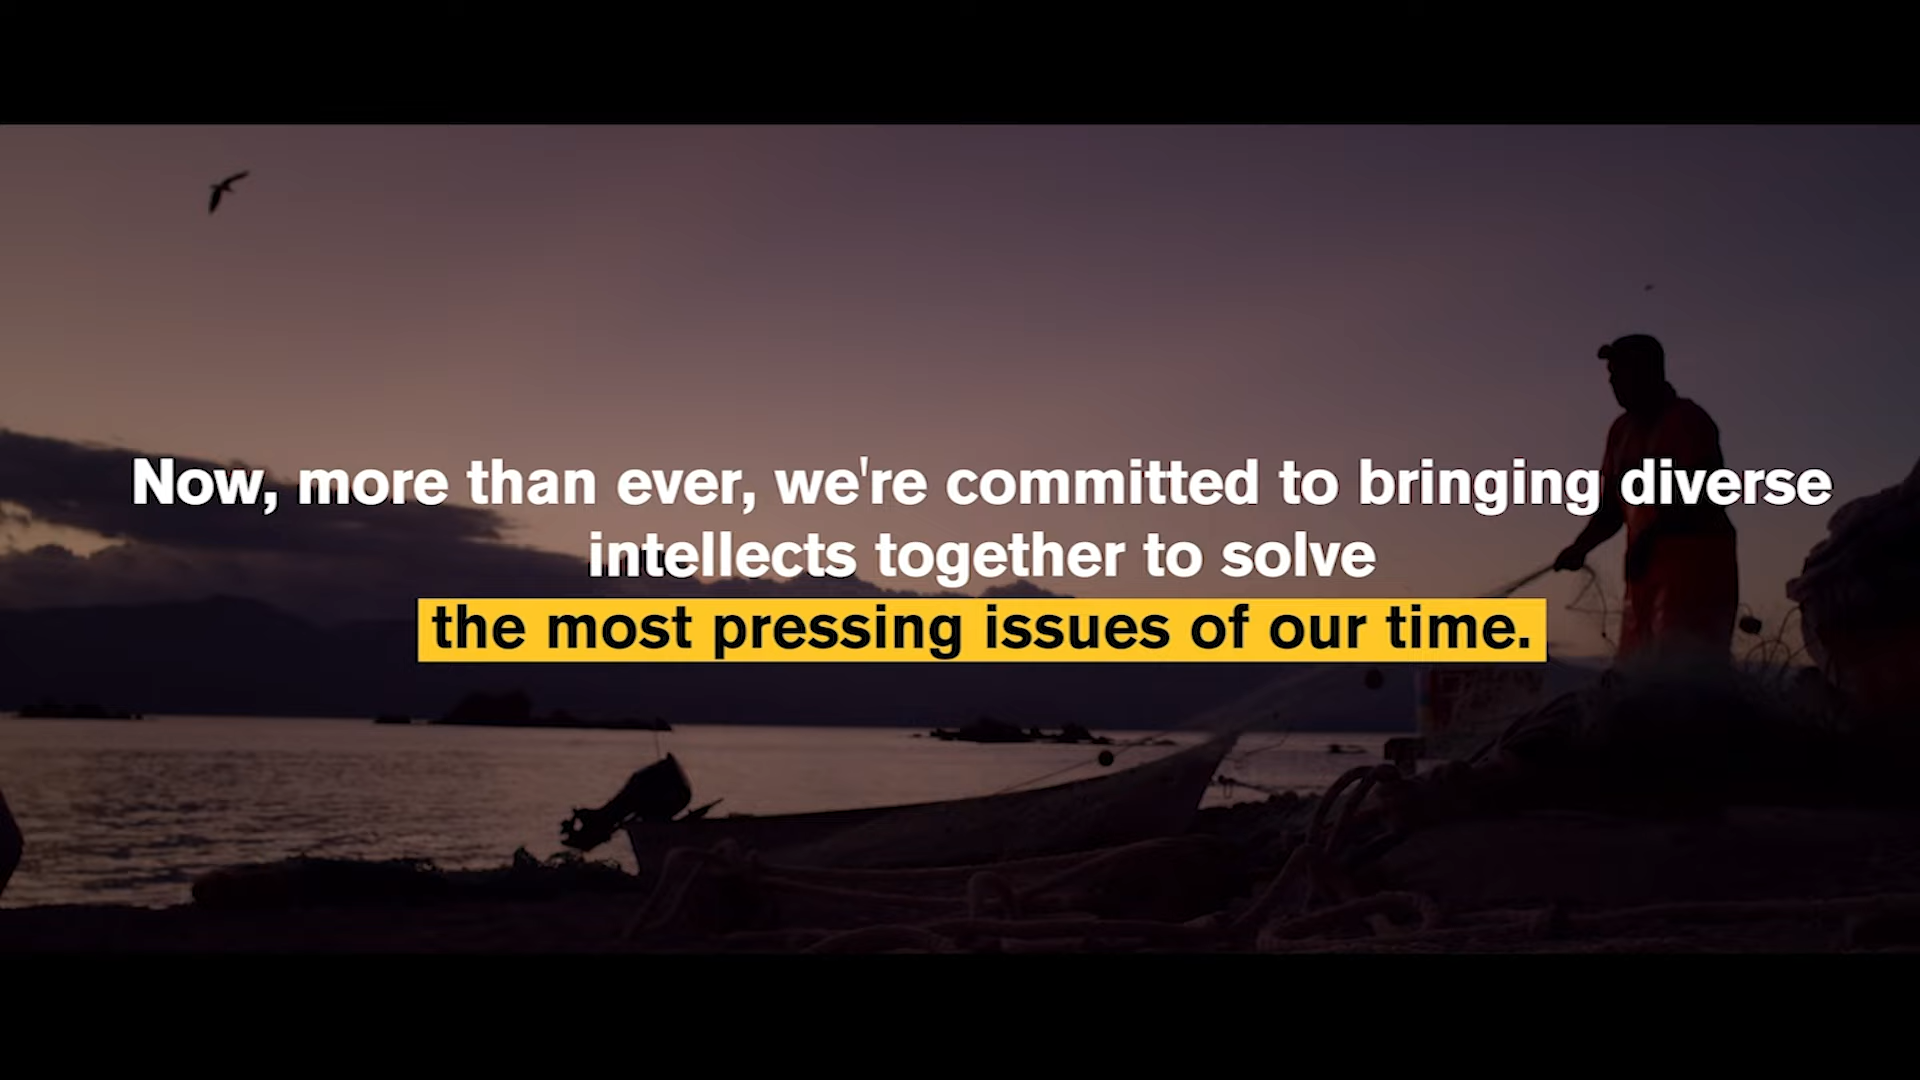 Now, more than ever, we're committed to bringing diverse
intellects together to solve
the most pressing issues of our time.